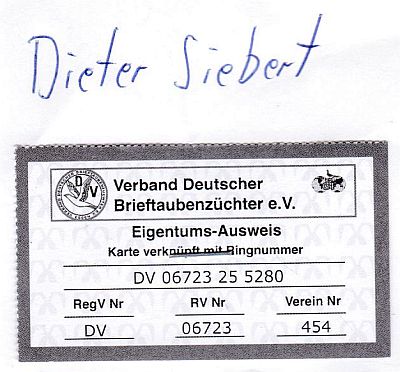 Dieter Siebert
Verband Deutscher
Brieftaubenzüchter e.V.
Eigentums-Ausweis
Karte verknüpft mit Ringnummer
DV 06723 25 5280
RegV Nr RV Nr Verein Nr
DV 06723 454